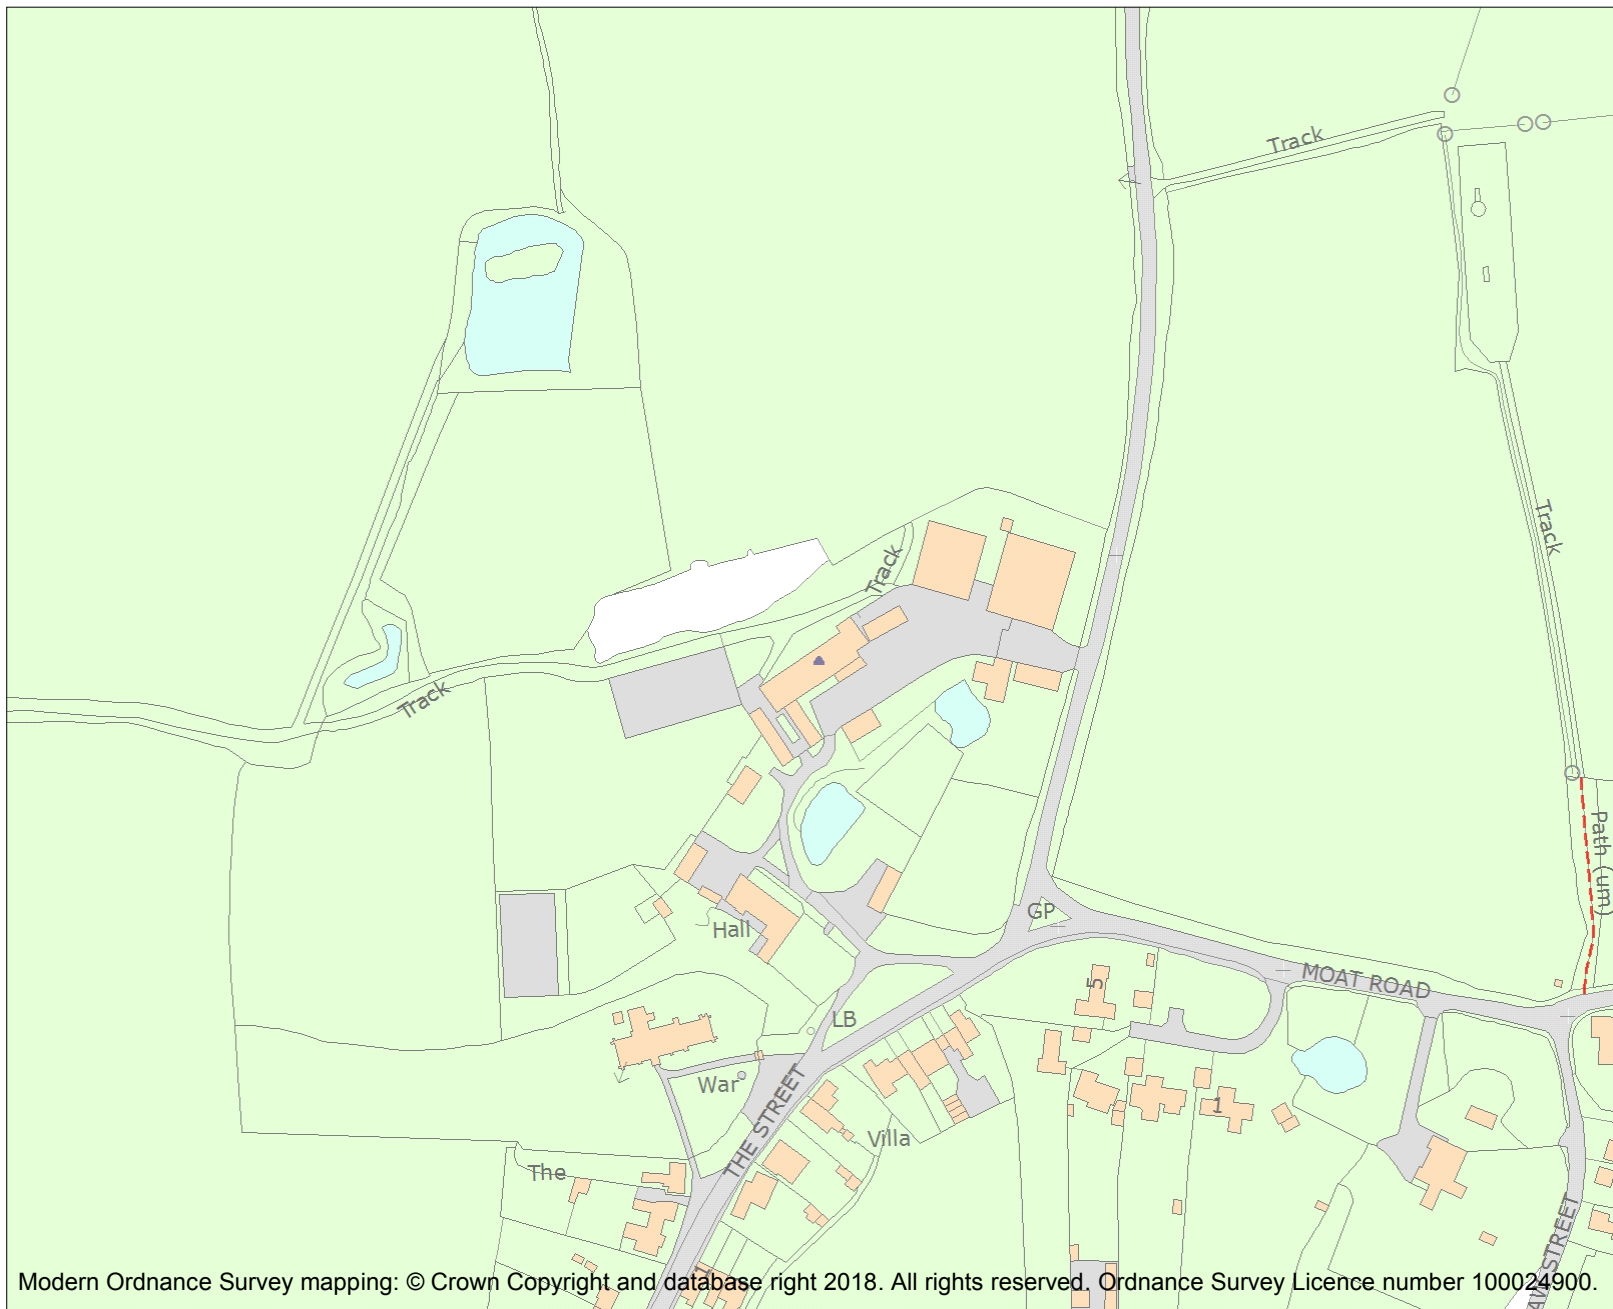 Track
Track
Track
Track
Path (um)
GP
Hall
MOAT ROAD
5
LB
War
THE STREET
1
Villa
The
STREET
1
Modern Ordnance Survey mapping: © Crown Copyright and database right 2018. All rights reserved. Ordnance Survey Licence number 100024900.